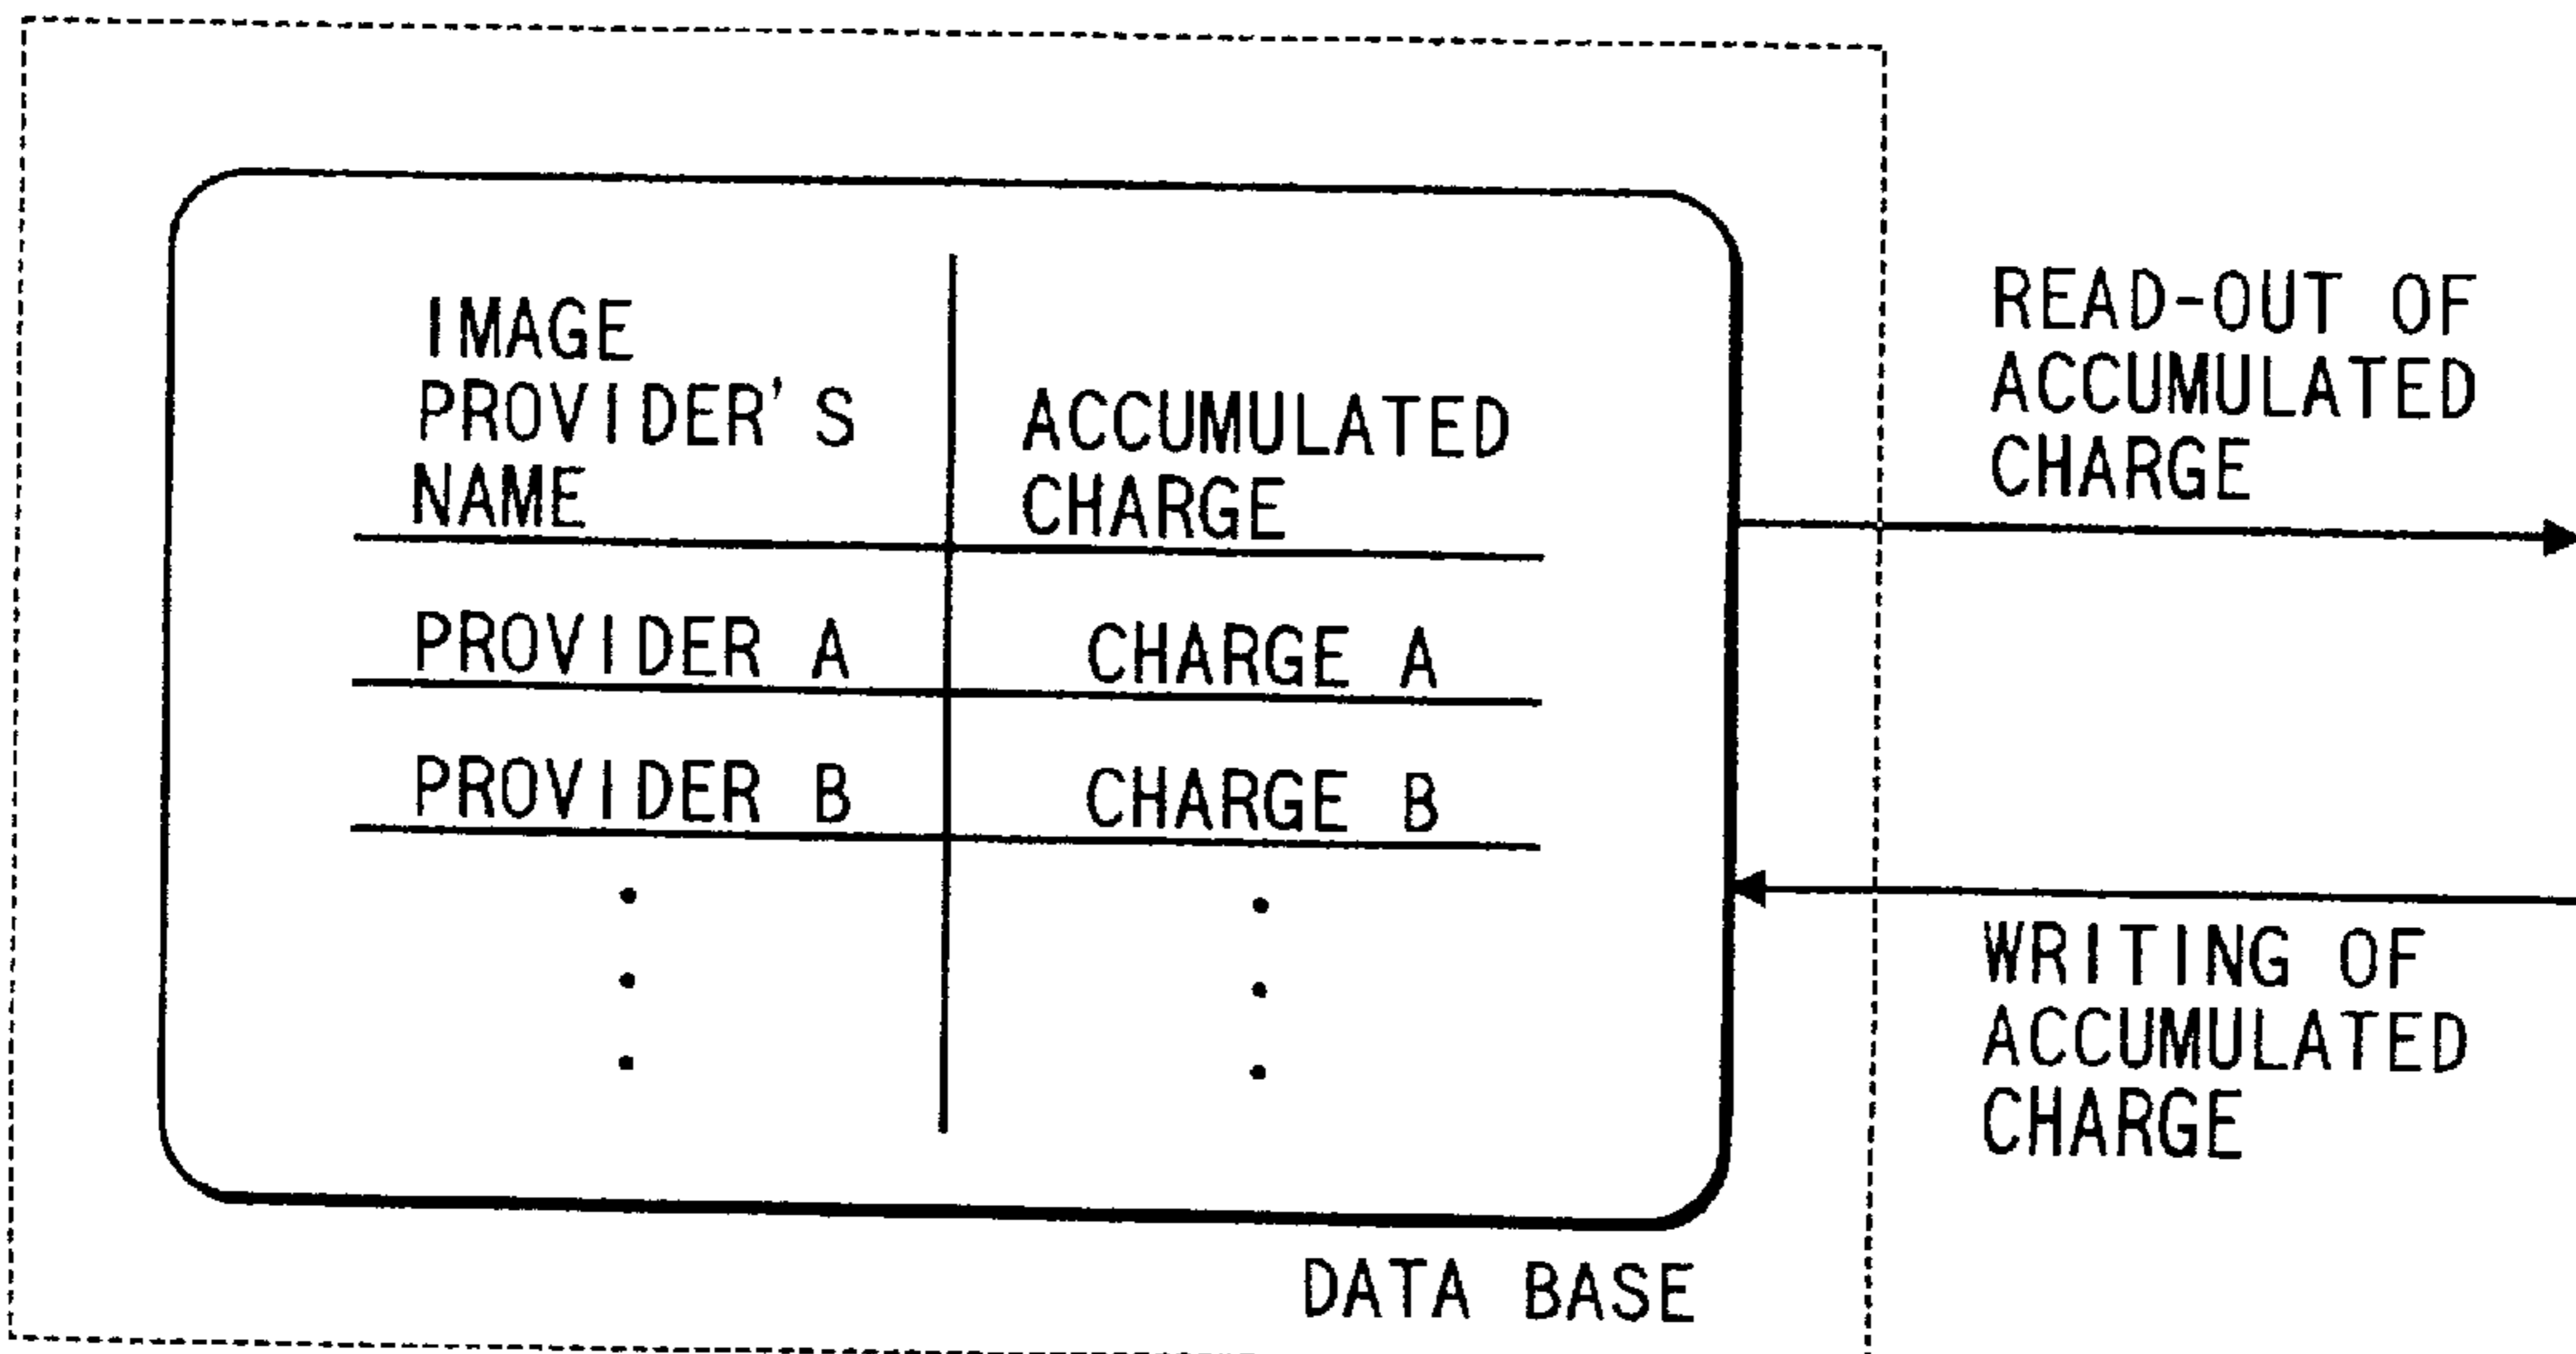 IMAGE
PROVIDER'S
NAME
ACCUMULATED
CHARGE
PROVIDER A
CHARGE A
PROVIDER B
CHARGE B
DATA BASE
READ-OUT OF
ACCUMULATED
CHARGE
WRITING OF
ACCUMULATED
CHARGE